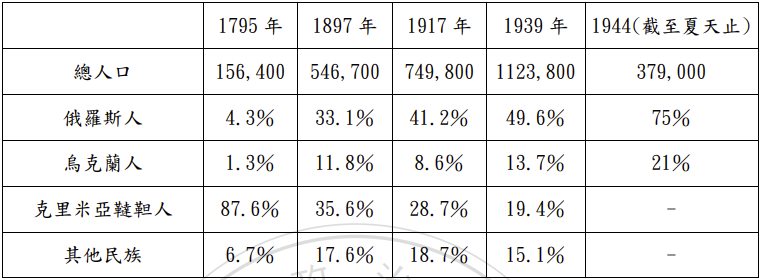 1795 年 1897 年 1917 年 1939 年 1944(截至夏天止)
總人口 156,400 546,700 749,800 1123,800 379,000
俄羅斯人 4.3% 33.1% 41.2% 49.6% 75%
烏克蘭人 1.3% 11.8% 8.6% 13.7% 21%
克里米亞韃靼人 87.6% 35.6% 28.7% 19.4% -
其他民族 6.7% 17.6% 18.7% 15.1% -